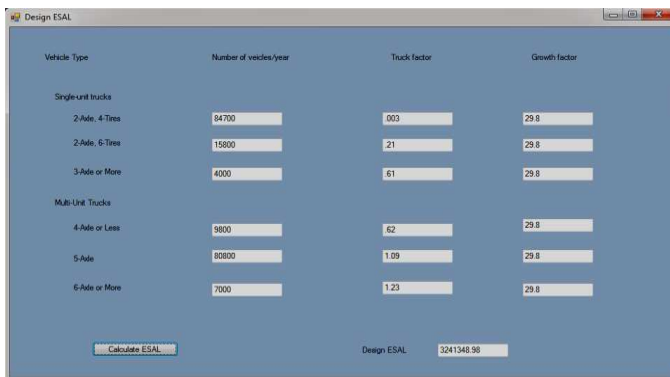 Design ESAL
Vehicle Type Number of veicles/year Truck factor Growth factor
Single-unit trucks
2-Axle, 4-Tires 84700 .003 29.8
2-Axle, 6-Tires 15800 .21 29.8
3-Axle or More 4000 .61 29.8
Multi-Unit Trucks
4-Axle or Less 9800 .62 29.8
5-Axle 80800 1.09 29.8
6-Axle or More 7000 1.23 29.8
Calculate ESAL Design ESAL 3241348.98